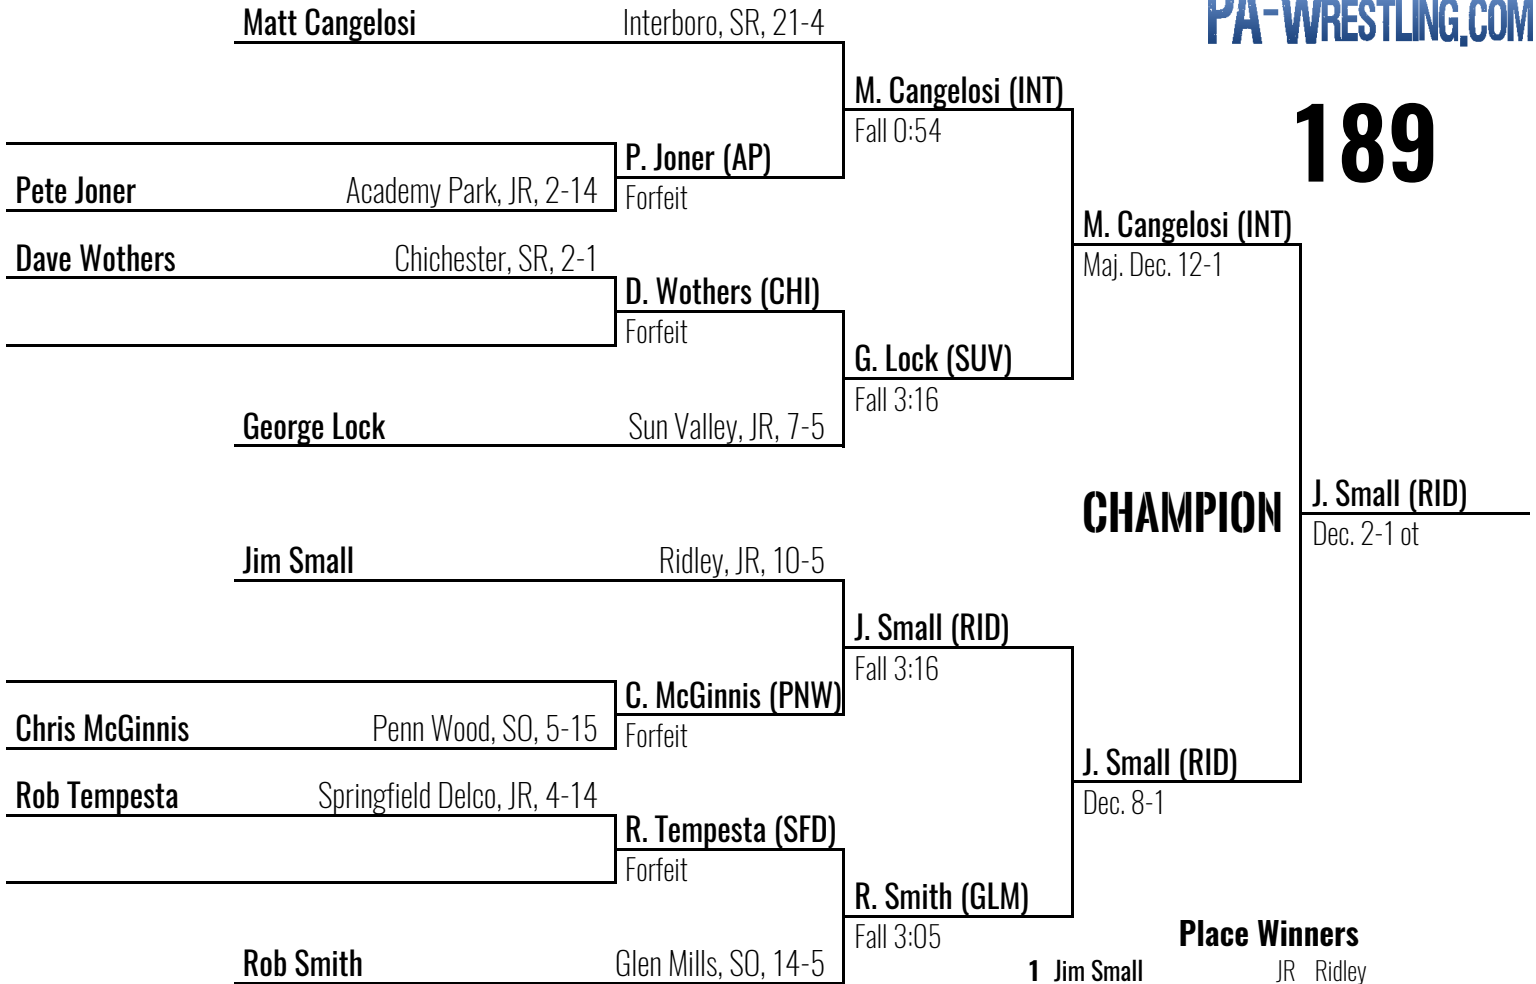 PA-WRESTLING.COM
189
Matt Cangelosi Interboro, SR, 21-4
M. Cangelosi (INT)
Fall 0:54
P. Joner (AP)
Forfeit
Pete Joner Academy Park, JR, 2-14
M. Cangelosi (INT)
Maj. Dec. 12-1
Dave Wothers Chichester, SR, 2-1
D. Wothers (CHI)
Forfeit
G. Lock (SUV)
Fall 3:16
George Lock Sun Valley, JR, 7-5
CHAMPION
J. Small (RID)
Dec. 2-1 ot
Jim Small Ridley, JR, 10-5
J. Small (RID)
Fall 3:16
C. McGinnis (PNW)
Forfeit
Chris McGinnis Penn Wood, SO, 5-15
J. Small (RID)
Dec. 8-1
Rob Tempesta Springfield Delco, JR, 4-14
R. Tempesta (SFD)
Forfeit
R. Smith (GLM)
Fall 3:05
Rob Smith Glen Mills, SO, 14-5
Place Winners
1 Jim Small JR Ridley